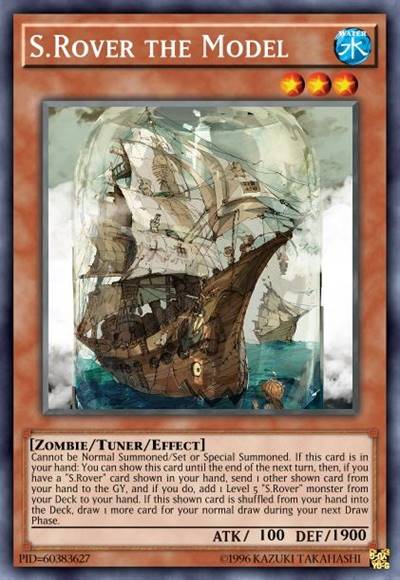 S.Rover the Model
WATER
水
[Zombie/Tuner/Effect]
Cannot be Normal Summoned/Set or Special Summoned. If this card is in
your hand: You can show this card until the end of the next turn, then, if you
have a "S.Rover" card shown in your hand, send 1 other shown card from
your hand to the GY, and if you do, add 1 Level 5 "S.Rover" monster from
your Deck to your hand. If this shown card is shuffled from your hand into
the Deck, draw 1 more card for your normal draw during your next Draw
Phase.
ATK/ 100 DEF/1900
PID=60383627
©1996 KAZUKI TAKAHASHI